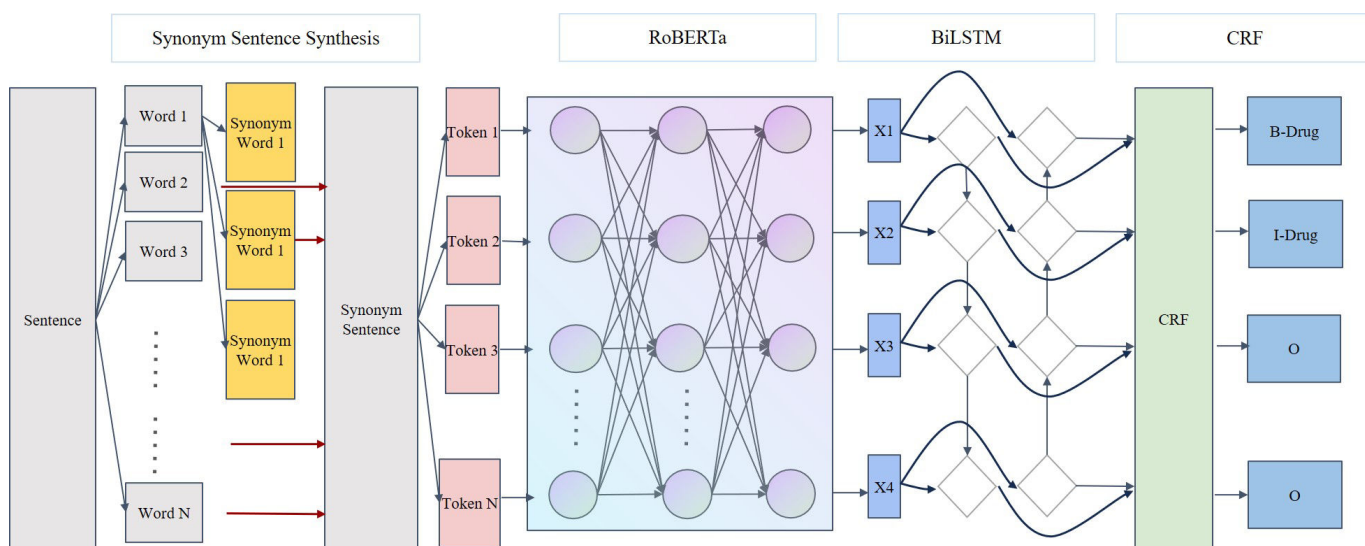 Synonym Sentence Synthesis
RoBERTa
BiLSTM
CRF
Sentence
Word 1
Word 2
Word 3
Word N
Synonym
Word 1
Synonym
Word 1
Synonym
Word 1
Synonym
Sentence
Token 1
Token 2
Token 3
Token N
X1
X2
X3
X4
CRF
B-Drug
I-Drug
O
O